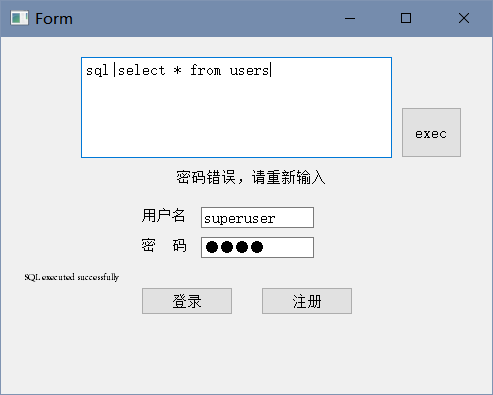 Form
sql|select * from users
exec
密码错误，请重新输入
用户名 superuser
密 码 ●●●●
SQL executed successfully
登录 注册